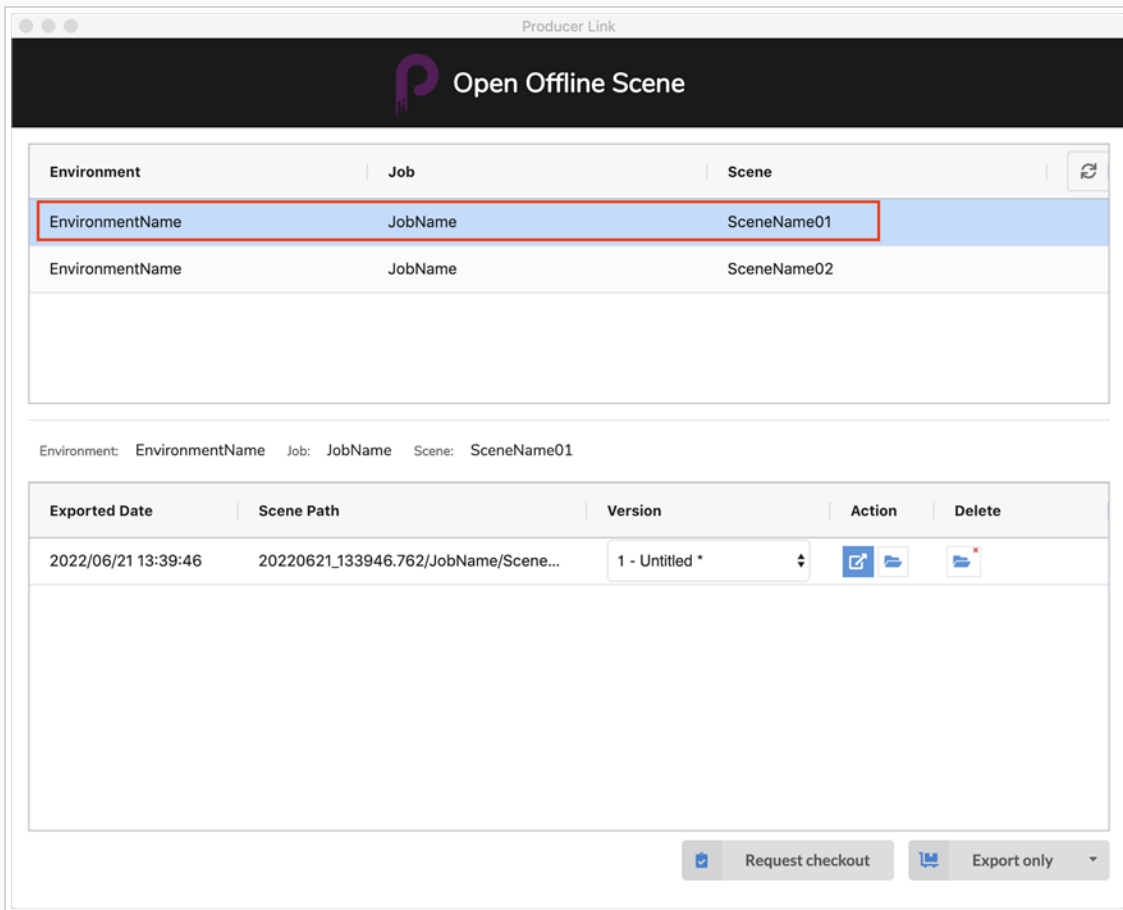 Producer Link
Open Offline Scene
Environment Job Scene
EnvironmentName JobName SceneName01
EnvironmentName JobName SceneName02
Environment: EnvironmentName Job: JobName Scene: SceneName01
Exported Date Scene Path Version Action Delete
2022/06/21 13:39:46 20220621_133946.762/JobName/Scene... 1 - Untitled *
Request checkout Export only